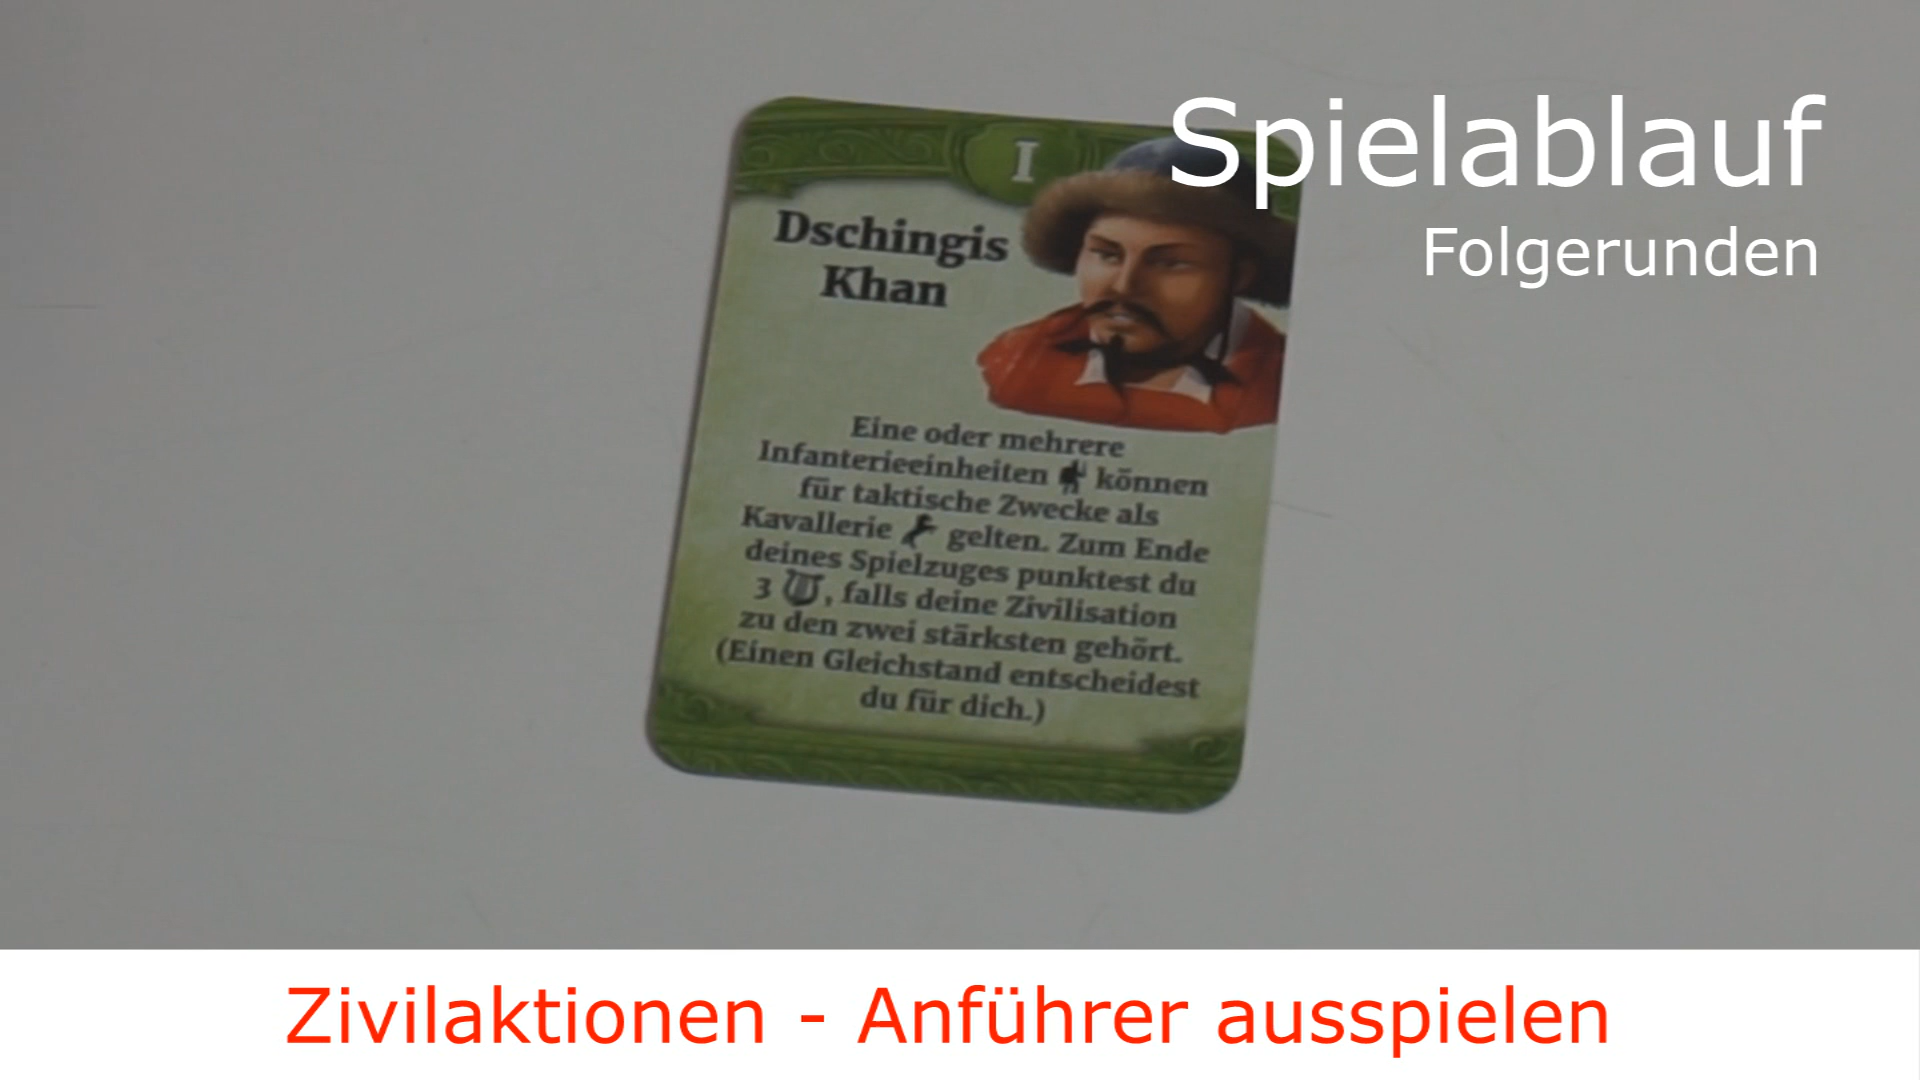 Spielablauf
Folgerunden
I
Dschingis
Khan
Eine oder mehrere
Infanterieeinheiten können
für taktische Zwecke als
Kavallerie gelten. Zum Ende
deines Spielzuges punktest du
3 , falls deine Zivilisation
zu den zwei stärksten gehört.
(Einen Gleichstand entscheidest
du für dich.)
Zivilaktionen - Anführer ausspielen